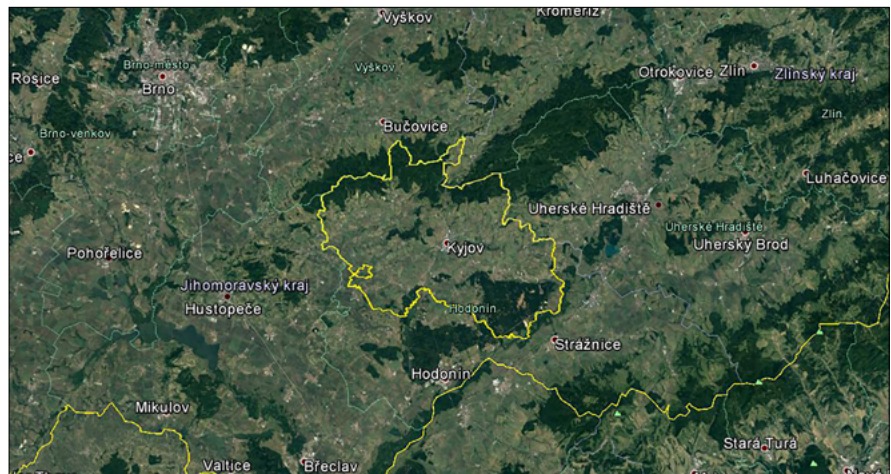 Vyškov
Kroměříž
Brno-město
Vyškov
Rosice
Brno
Otrokovice
Zlín
Zlínský kraj
Bučovice
Zlín
Brno-venkov
ce
Luhačovice
Uherské Hradiště
Uherské Hradiště
Kyjov
Uherský Brod
Pohořelice
Jihomoravský kraj
Hustopeče
Hodonín
Strážnice
Hodonín
Mikulov
Stará Turá
Valtice
Břeclav